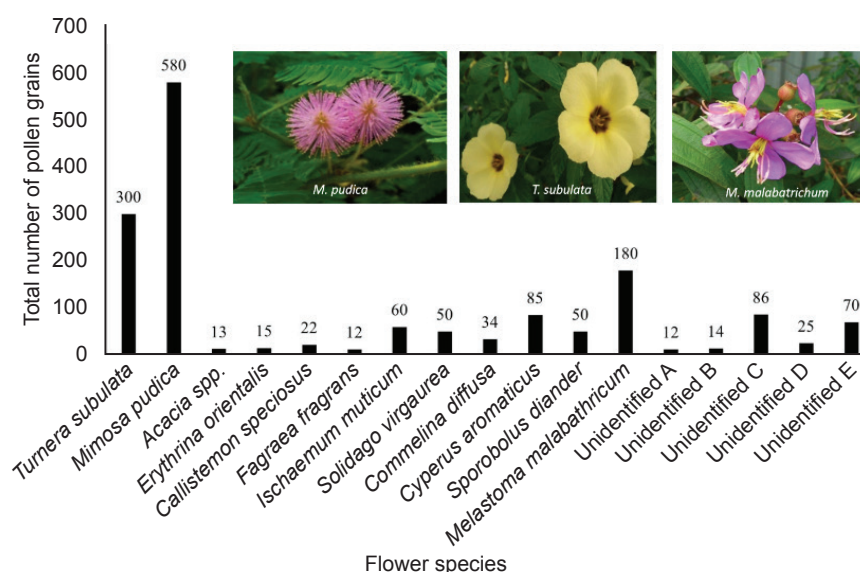 Total number of pollen grains
700
600
500
400
300
200
100
0
300
580
13
15
22
12
60
50
34
85
50
180
12
14
86
25
70
M. pudica
T. subulata
M. malabatrichum
Turnera subulata
Mimosa pudica
Acacia spp.
Erythrina orientalis
Callistemon speciosus
Fagraea fragrans
Ischaemum muticum
Solidago virgaurea
Commelina diffusa
Cyperus aromaticus
Sporobolus diander
Melastoma malabathricum
Unidentified A
Unidentified B
Unidentified C
Unidentified D
Unidentified E
Flower species